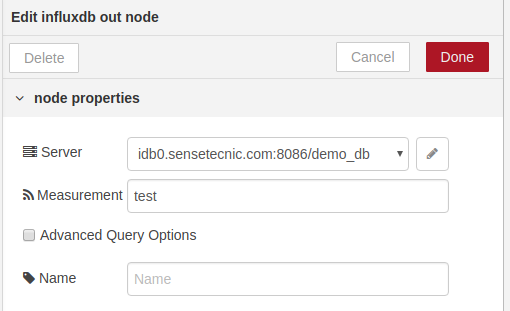 Edit influxdb out node
Delete Cancel Done
node properties
Server idb0.sensetecnic.com:8086/demo_db
Measurement test
Advanced Query Options
Name Name